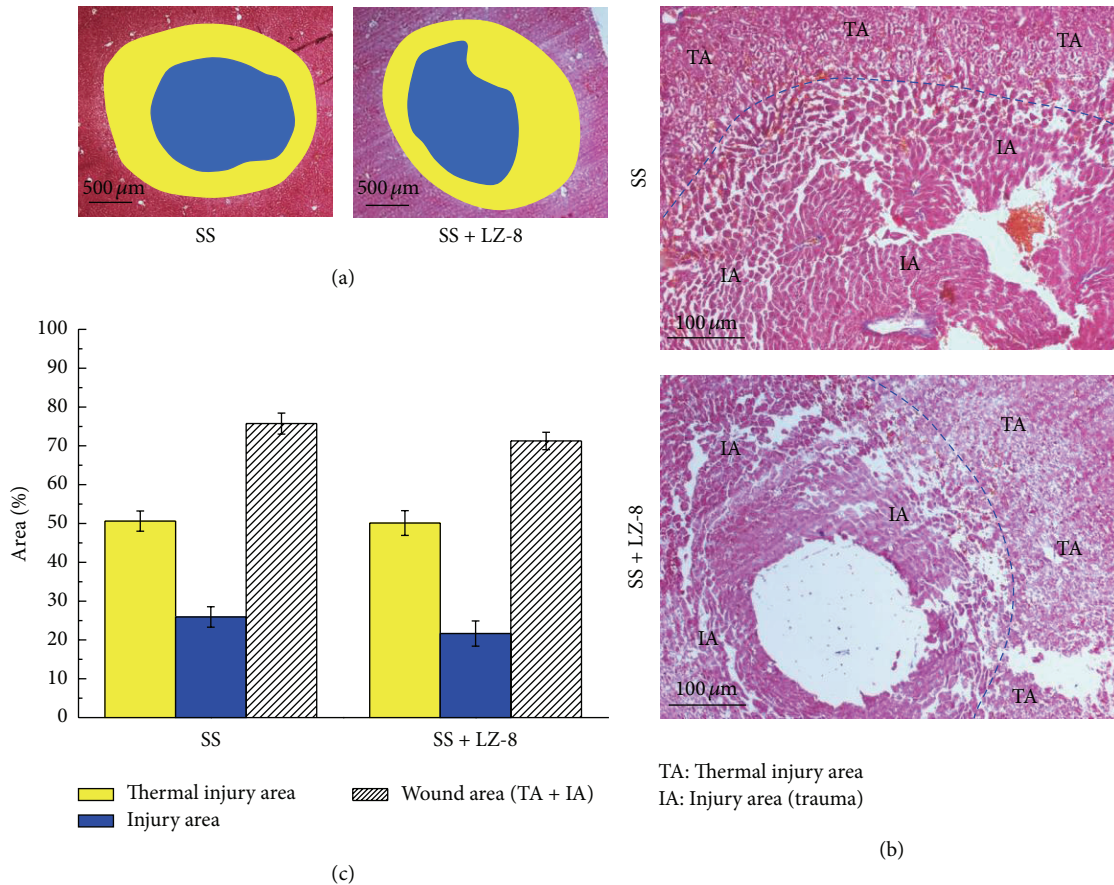 500 μm
500 μm
SS
SS + LZ-8
(a)
TA
TA
TA
IA
IA
IA
100 μm
SS
TA
IA
IA
TA
IA
TA
100 μm
SS + LZ-8
TA: Thermal injury area
IA: Injury area (trauma)
(b)
100
90
80
70
60
50
40
30
20
10
0
Area (%)
SS
SS + LZ-8
Thermal injury area
Injury area
Wound area (TA + IA)
(c)